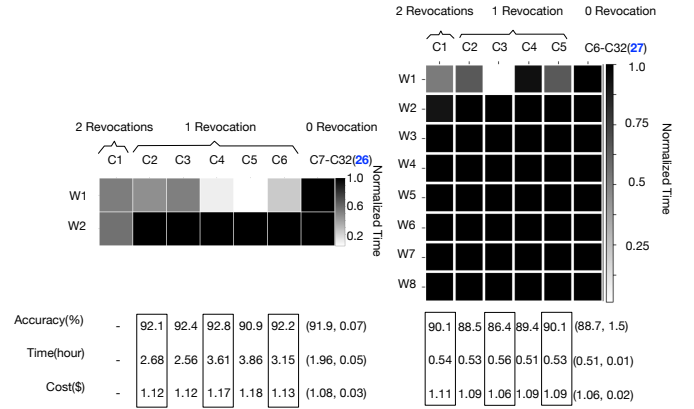 2 Revocations 1 Revocation 0 Revocation
C1 C2 C3 C4 C5 C6-C32(27)
W1
W2
W3
W4
W5
W6
W7
W8
1.0
0.75
0.5
0.25
Normalized Time
2 Revocations 1 Revocation 0 Revocation
C1 C2 C3 C4 C5 C6 C7-C32(26)
W1
W2
1.0
0.6
0.2
Normalized Time
Accuracy(%) - 92.1 92.4 92.8 90.9 92.2 (91.9, 0.07) 90.1 88.5 86.4 89.4 90.1 (88.7, 1.5)
Time(hour) - 2.68 2.56 3.61 3.86 3.15 (1.96, 0.05) 0.54 0.53 0.56 0.51 0.53 (0.51, 0.01)
Cost($) - 1.12 1.12 1.17 1.18 1.13 (1.08, 0.03) 1.11 1.09 1.06 1.09 1.09 (1.06, 0.02)